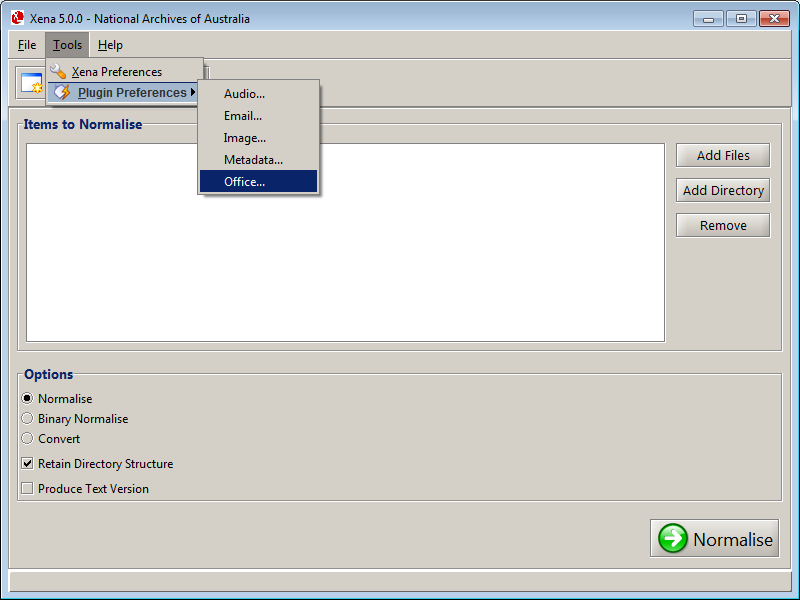 Xena 5.0.0 - National Archives of Australia
File Tools Help
Xena Preferences
Plugin Preferences
Audio...
Email...
Image...
Metadata...
Office...
Items to Normalise
Add Files
Add Directory
Remove
Options
Normalise
Binary Normalise
Convert
Retain Directory Structure
Produce Text Version
Normalise